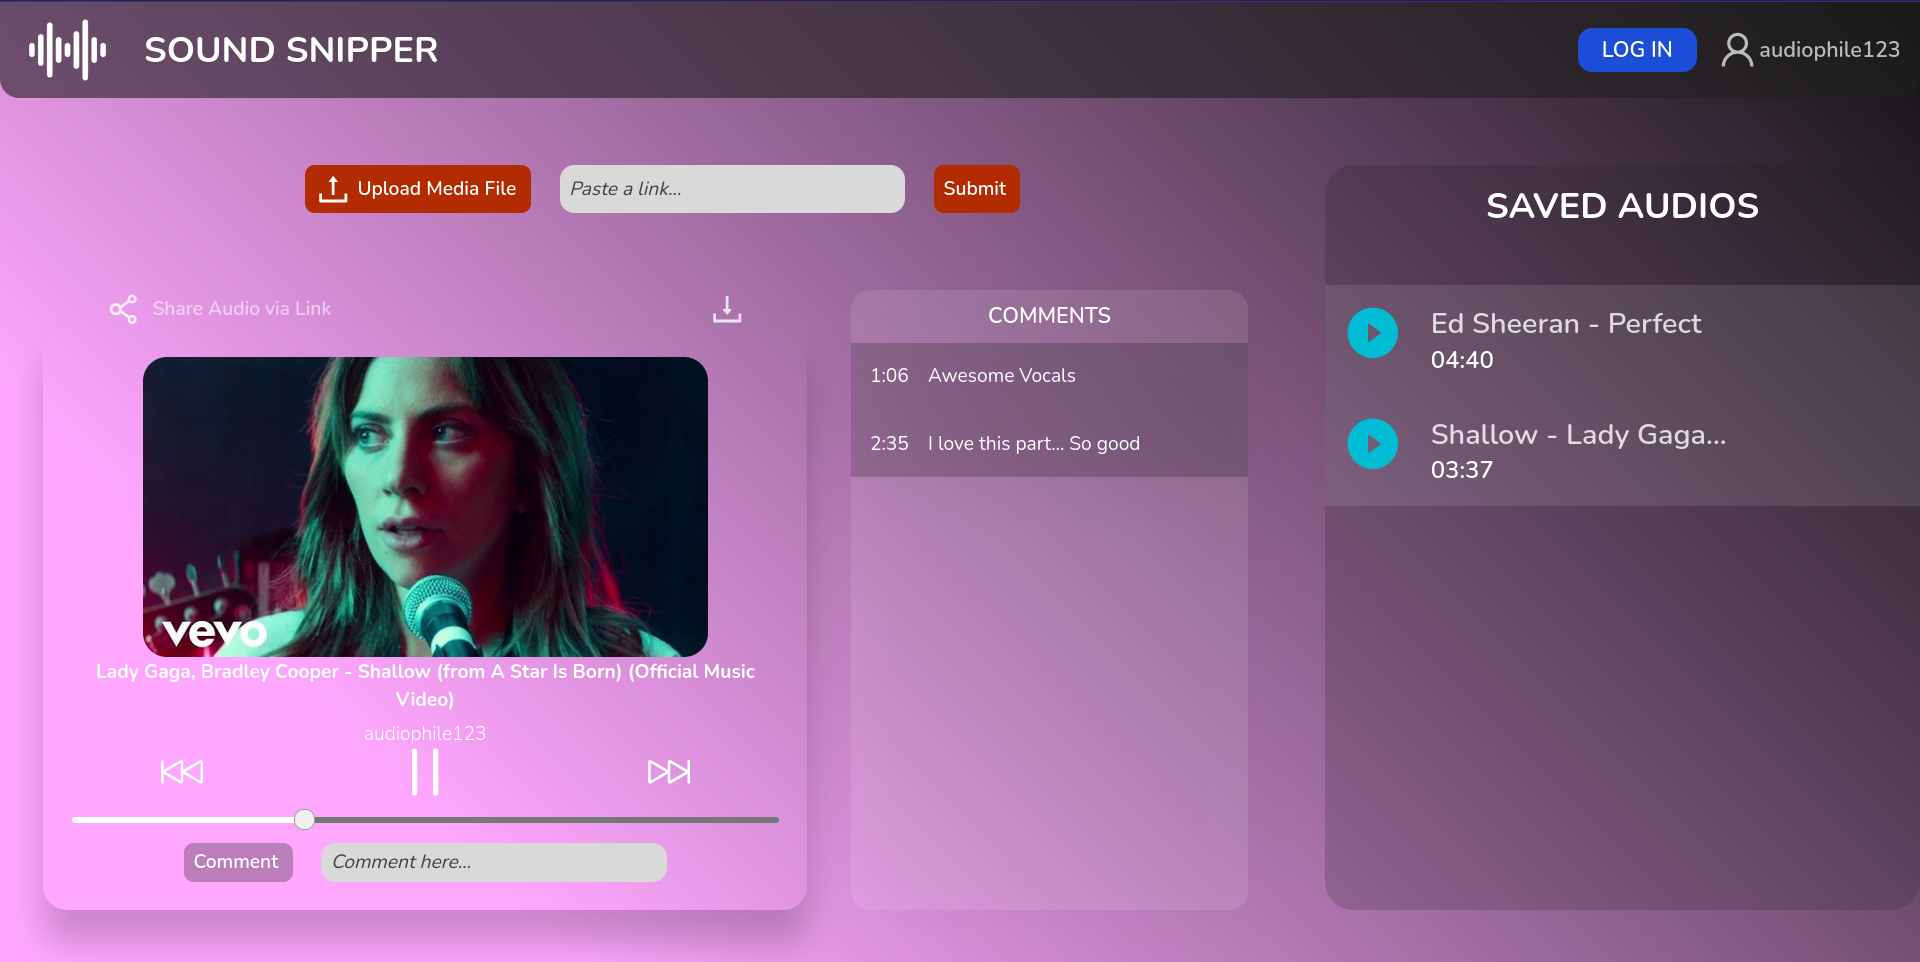 SOUND SNIPPER
LOG IN
audiophile123
Upload Media File
Paste a link...
Submit
SAVED AUDIOS
Share Audio via Link
COMMENTS
Ed Sheeran - Perfect
04:40
1:06 Awesome Vocals
2:35 I love this part... So good
Shallow - Lady Gaga...
03:37
vevo
Lady Gaga, Bradley Cooper - Shallow (from A Star Is Born) (Official Music
Video)
audiophile123
Comment
Comment here...